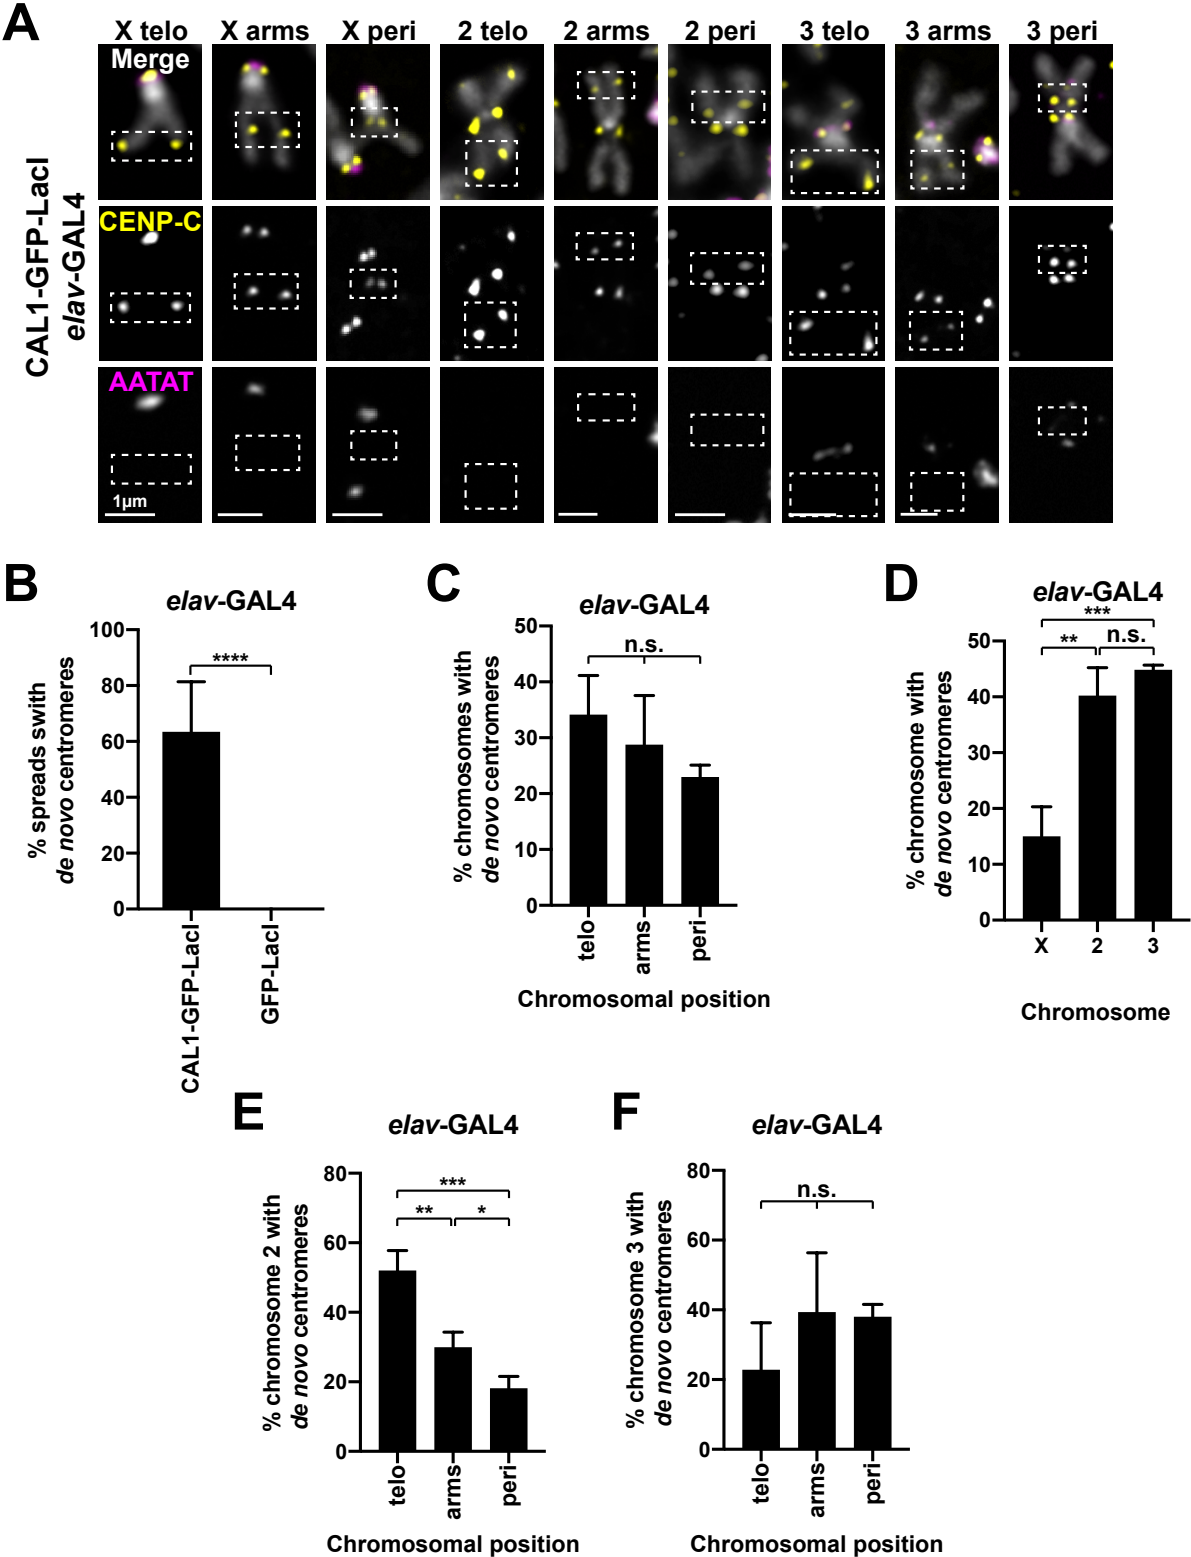 A
X telo X arms X peri 2 telo 2 arms 2 peri 3 telo 3 arms 3 peri
Merge
CENP-C
AATAT
1µm
CAL1-GFP-LacI
elav-GAL4
B
elav-GAL4
% spreads swith
de novo centromeres
100
80
60
40
20
0
****
CAL1-GFP-LacI
GFP-LacI
C
elav-GAL4
% chromosomes with
de novo centromeres
50
40
30
20
10
0
n.s.
telo
arms
peri
Chromosomal position
D
elav-GAL4
% chromosome with
de novo centromeres
50
40
30
20
10
0
***
** n.s.
X 2 3
Chromosome
E
elav-GAL4
% chromosome 2 with
de novo centromeres
80
60
40
20
0
***
** *
telo
arms
peri
Chromosomal position
F
elav-GAL4
% chromosome 3 with
de novo centromeres
80
60
40
20
0
n.s.
telo
arms
peri
Chromosomal position